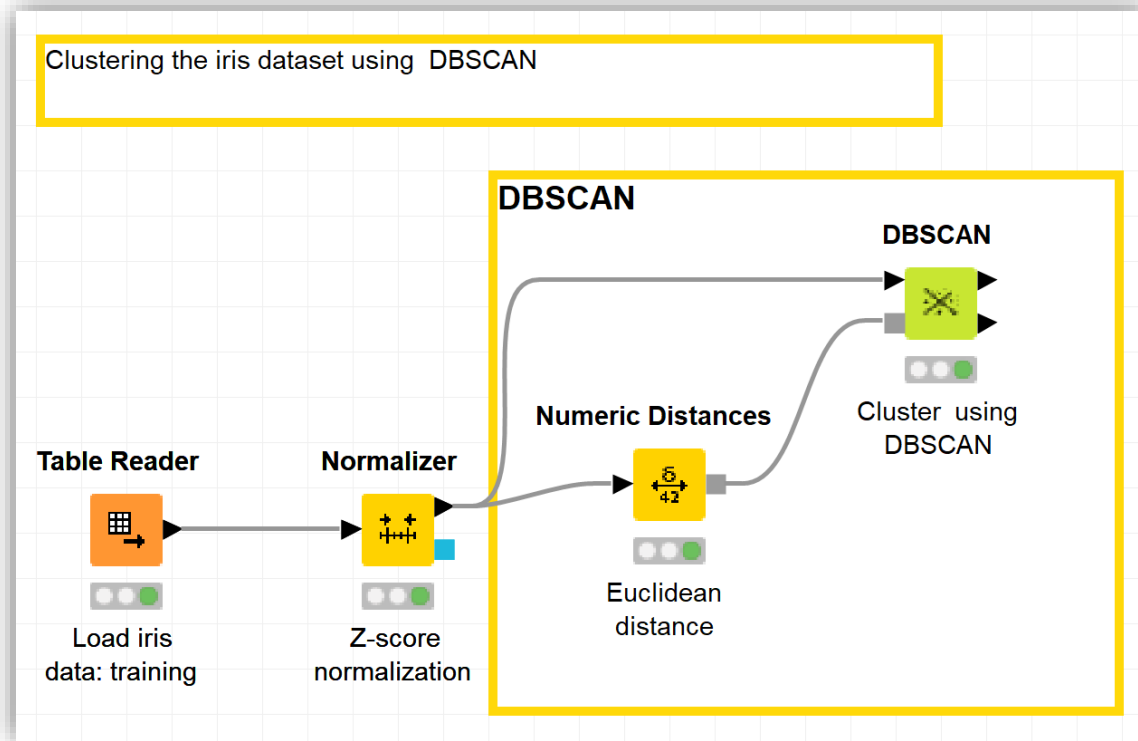 Clustering the iris dataset using  DBSCAN
DBSCAN
DBSCAN
Cluster  using
DBSCAN
Numeric Distances
δ
42
Euclidean
distance
Table Reader
Load iris
data: training
Normalizer
Z-score
normalization